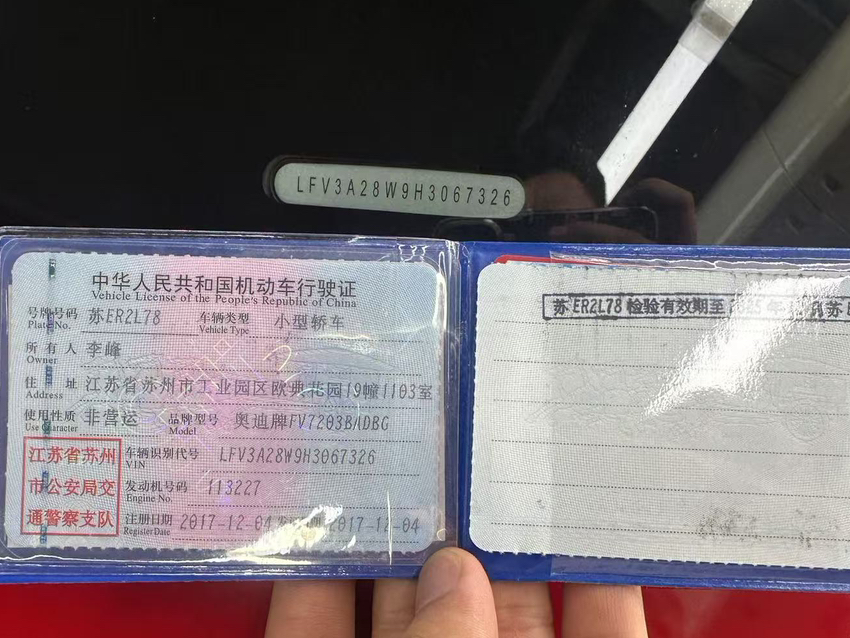 LFV3A28W9H3067326
中华人民共和国机动车行驶证
Vehicle License of the People's Republic of China
号牌号码 苏ER2L78 车辆类型 小型轿车
Plate No. Vehicle Type
所有人 李峰
Owner
住址 江苏省苏州市工业园区欧典花园19幢1103室
Address
使用性质 非营运 品牌型号 奥迪牌FV7203BADBG
Use Character Model
江苏省苏州 车辆识别代号 LFV3A28W9H3067326
VIN
市公安局交 发动机号码 113227
Engine No.
通警察支队 注册日期 2017-12-04 2017-12-04
Register Date
苏ER2L78 检验有效期至 年 月 苏E